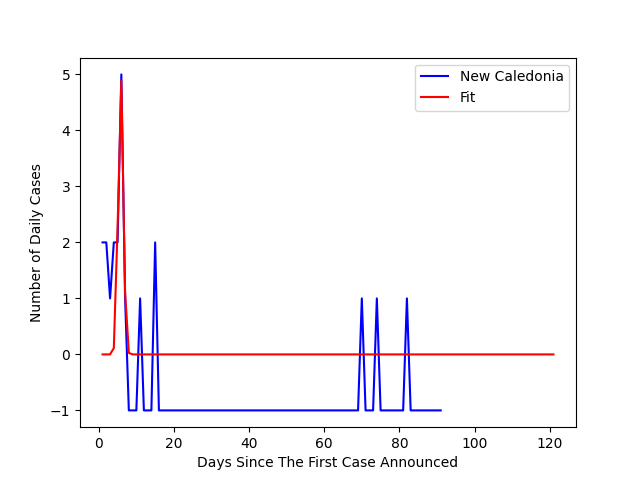 New Caledonia
Fit
Number of Daily Cases
5
4
3
2
1
0
−1
0 20 40 60 80 100 120
Days Since The First Case Announced